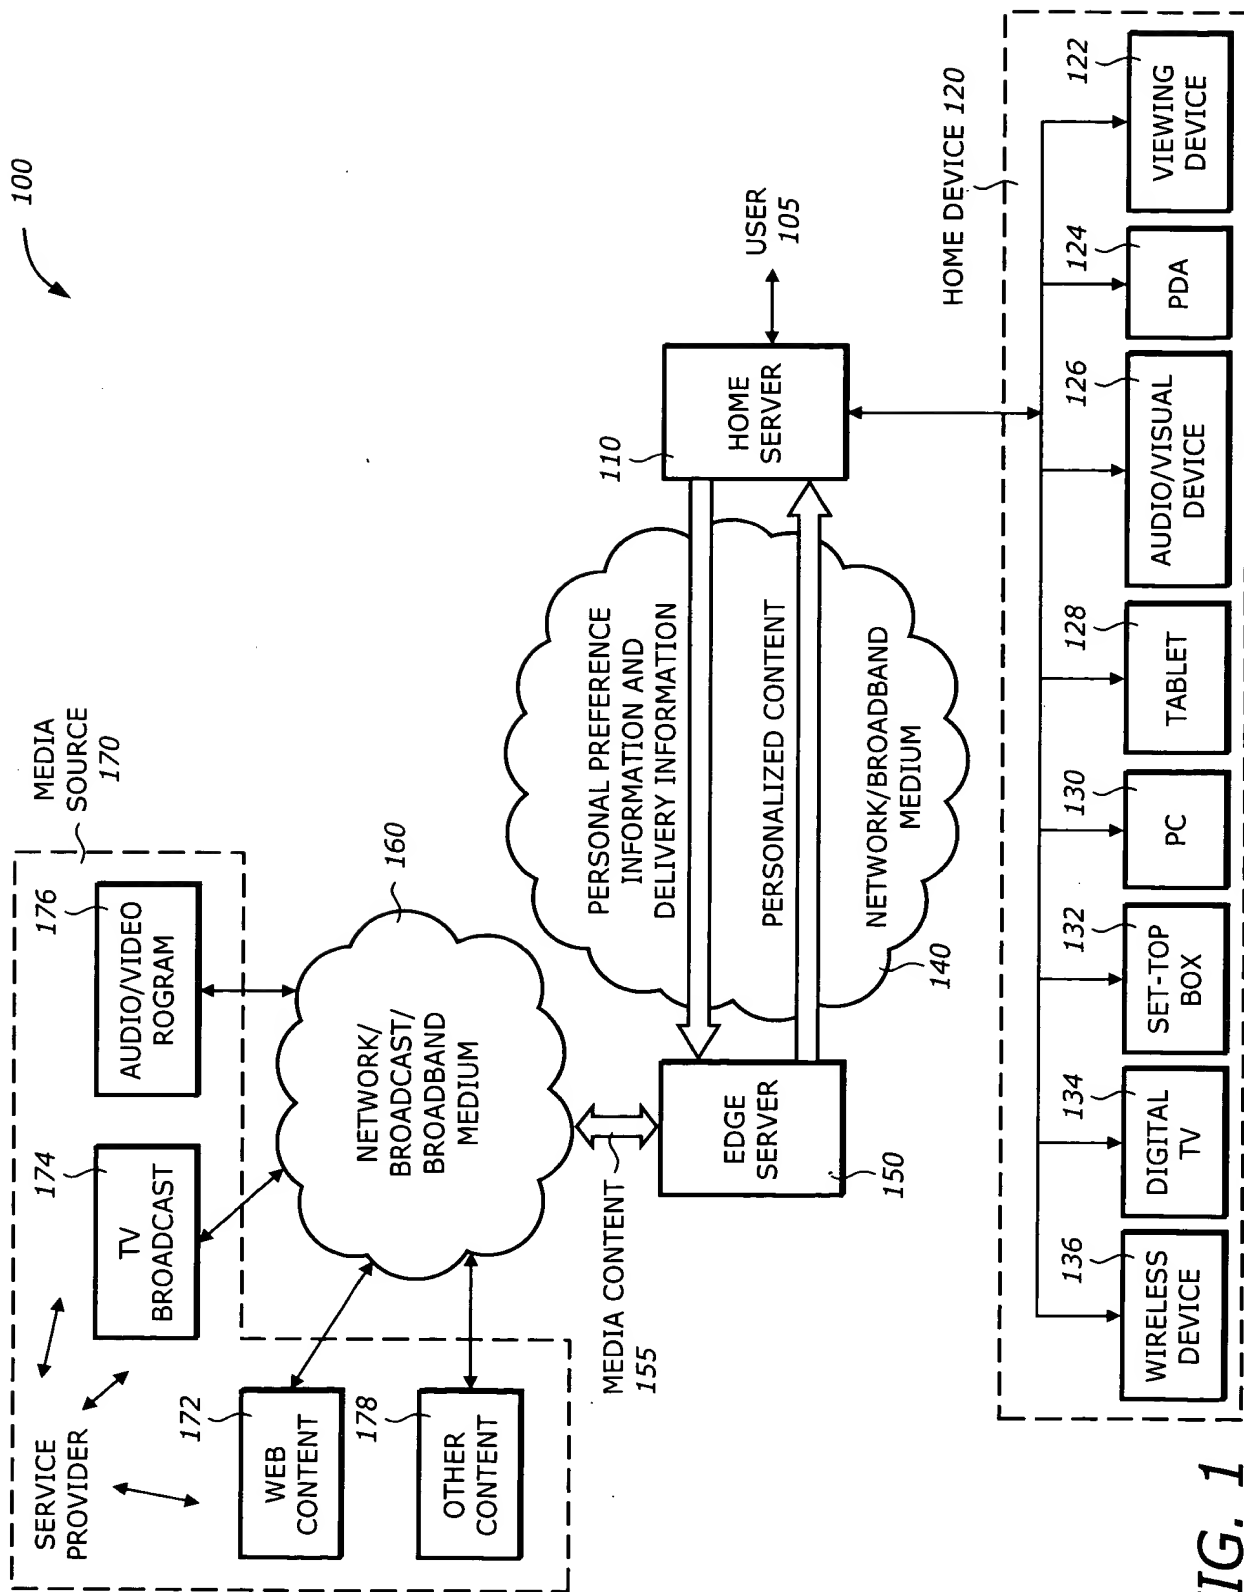 100
MEDIA
SOURCE
170
SERVICE
PROVIDER
TV
BROADCAST
174
AUDIO/VIDEO
ROGRAM
176
WEB
CONTENT
172
OTHER
CONTENT
178
NETWORK/
BROADCAST/
BROADBAND
MEDIUM
160
MEDIA CONTENT
155
EDGE
SERVER
150
PERSONAL PREFERENCE
INFORMATION AND
DELIVERY INFORMATION
PERSONALIZED CONTENT
NETWORK/BROADBAND
MEDIUM
140
HOME
SERVER
110
USER
105
HOME DEVICE 120
WIRELESS
DEVICE
136
DIGITAL
TV
134
SET-TOP
BOX
132
PC
130
TABLET
128
AUDIO/VISUAL
DEVICE
126
PDA
124
VIEWING
DEVICE
122
FIG. 1